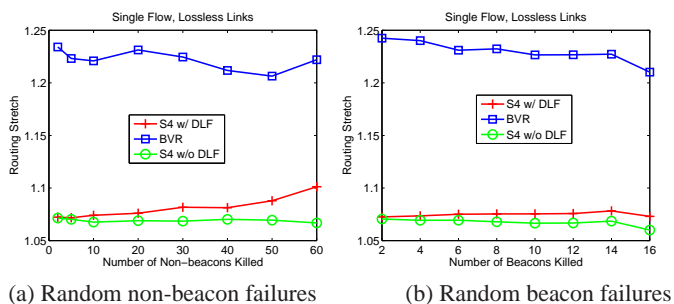 Single Flow, Lossless Links
1.25
1.2
1.15
1.1
1.05
0 10 20 30 40 50 60
Routing Stretch
Number of Non−beacons Killed
S4 w/ DLF
BVR
S4 w/o DLF
(a) Random non-beacon failures
Single Flow, Lossless Links
1.25
1.2
1.15
1.1
1.05
2 4 6 8 10 12 14 16
Routing Stretch
Number of Beacons Killed
S4 w/ DLF
BVR
S4 w/o DLF
(b) Random beacon failures